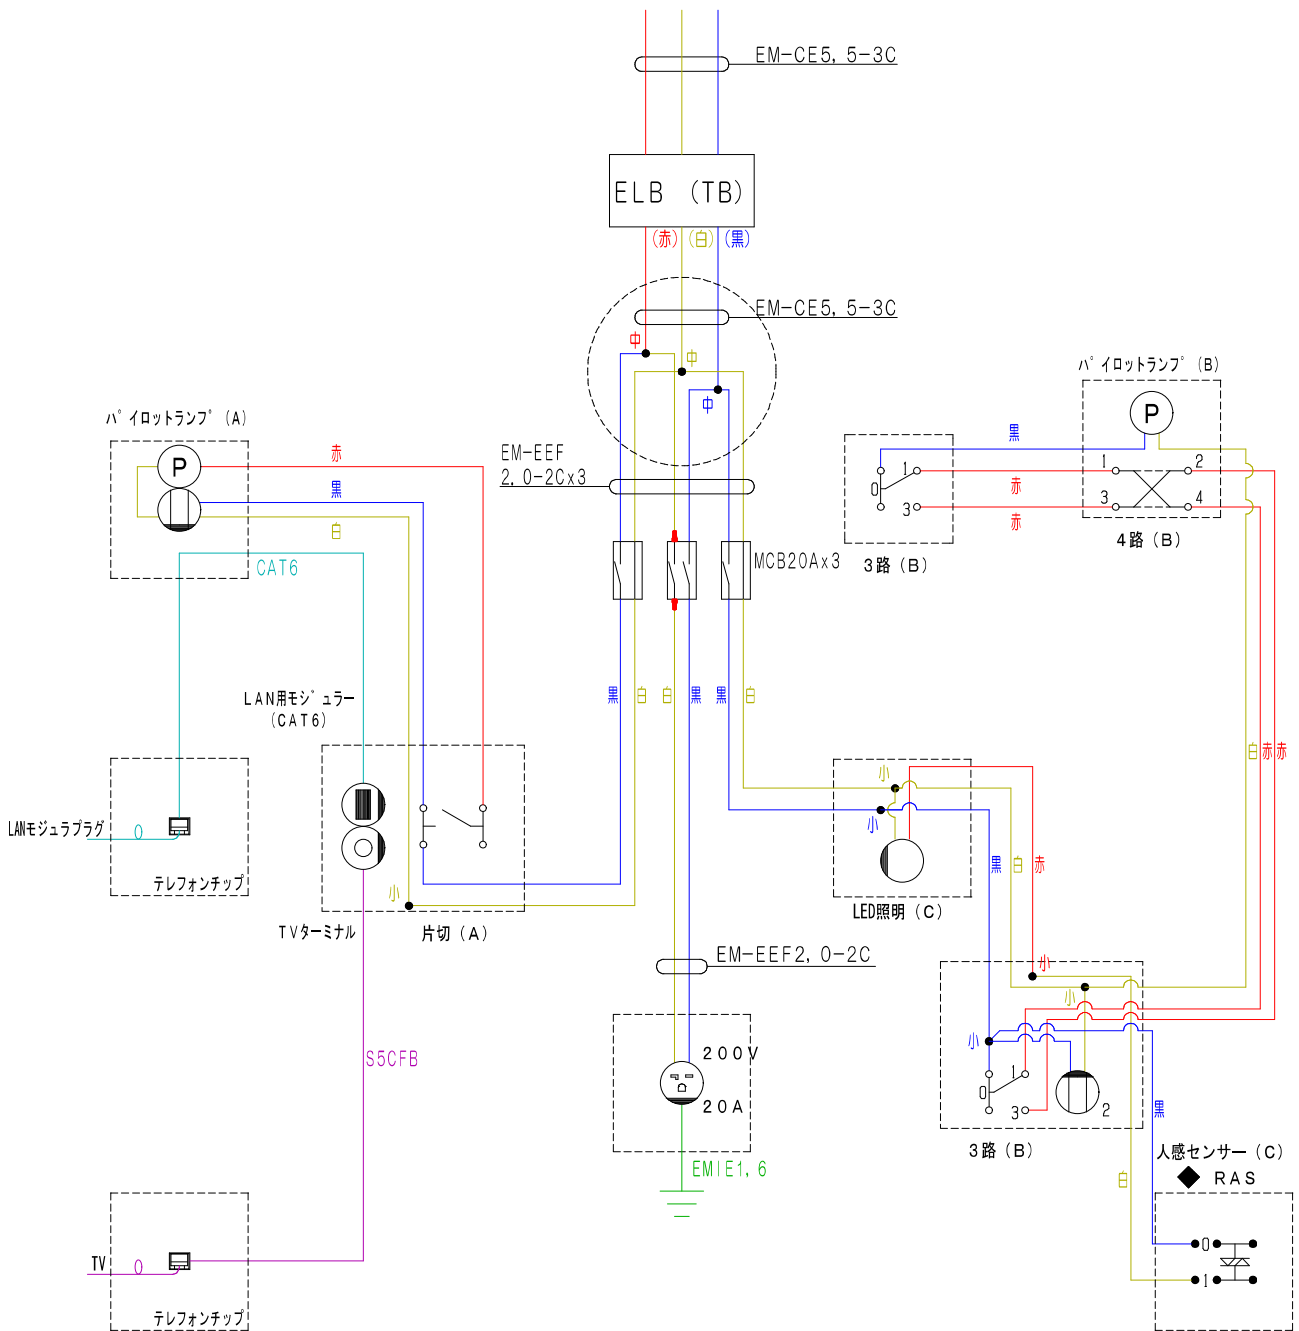 EM-CE5,5-3C
ELB (TB)
(赤) (白) (黒)
EM-CE5,5-3C
中
中
中
パイロットランプ (B)
P
黒
1
2
3
4
赤
赤
0
1
3
3路 (B)
4路 (B)
パイロットランプ (A)
P
赤
黒
白
CAT6
EM-EEF
2,0-2Cx3
MCB20Ax3
LAN用モジュラー
(CAT6)
黒
白
白
黒
黒
白
白
赤
赤
LANモジュラプラグ
テレフォンチップ
小
TVターミナル
片切 (A)
小
小
LED照明 (C)
黒
白
赤
EM-EEF2,0-2C
200V
20A
EMIE1,6
小
小
小
0
1
3
2
3路 (B)
黒
白
人感センサー (C)
RAS
0
1
S5CFB
TV
テレフォンチップ